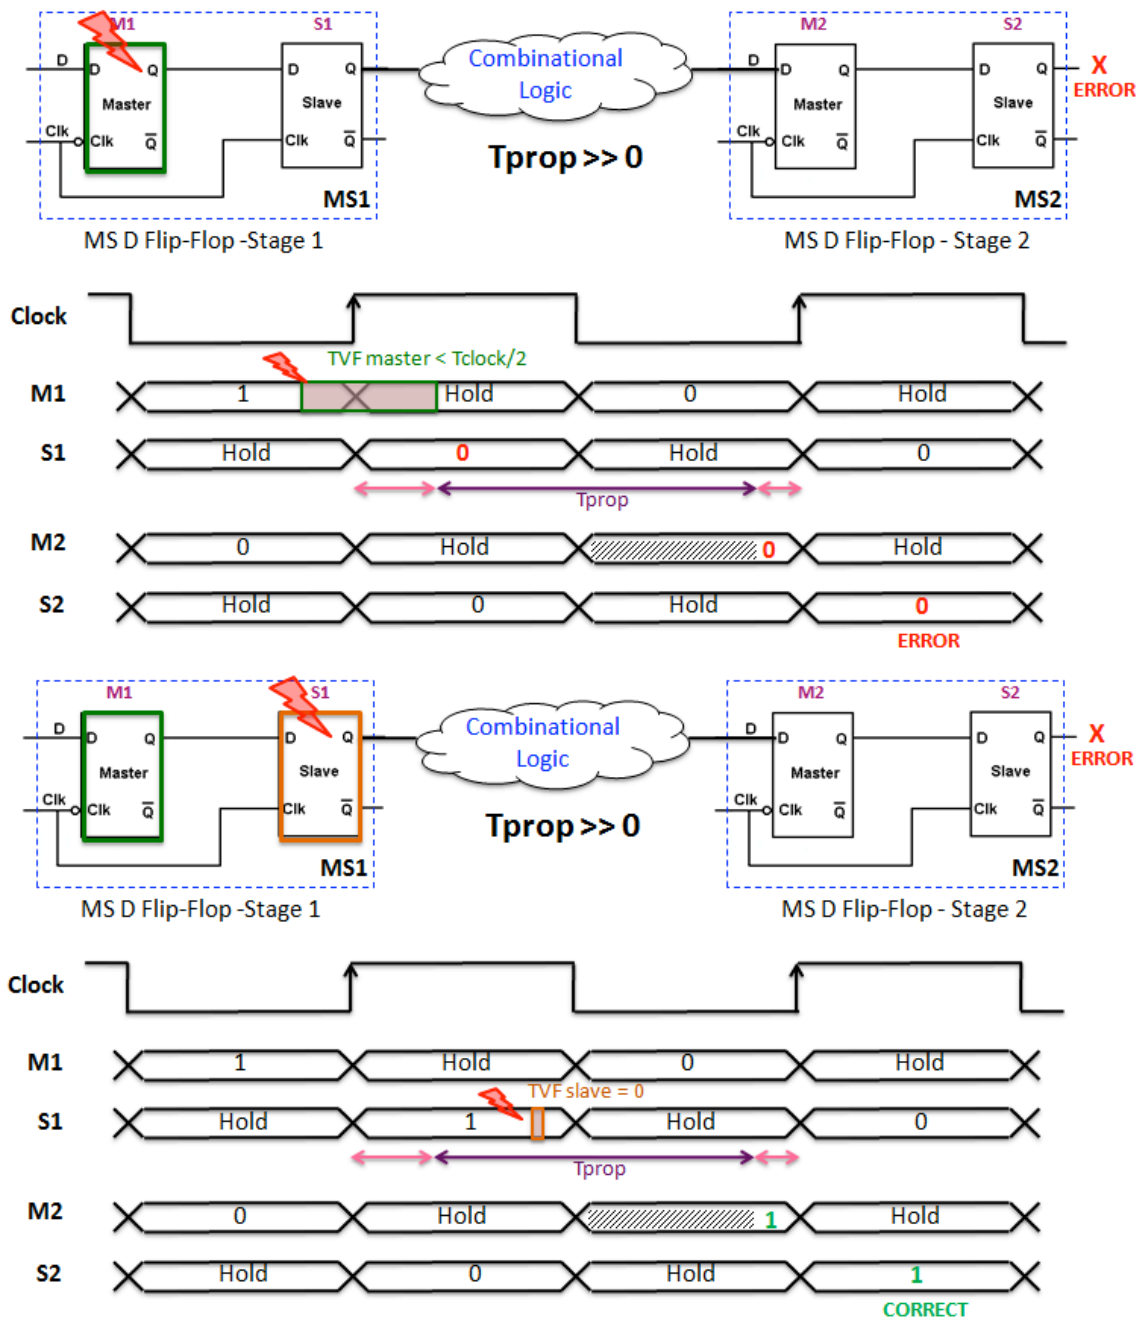 M1 S1 M2 S2
D D Q D Q D D Q D Q X
Combinational
Logic
ERROR
Master Slave Master Slave
Clk Clk Q Clk Q Clk Clk Q Clk Q
Tprop >> 0
MS1 MS2
MS D Flip-Flop -Stage 1 MS D Flip-Flop - Stage 2
Clock
TVF master < Tclock/2
M1 1 Hold 0 Hold
S1 Hold 0 Hold 0
Tprop
M2 0 Hold 0 Hold
S2 Hold 0 Hold 0
ERROR
M1 S1 M2 S2
D D Q D Q D D Q D Q X
Combinational
Logic
ERROR
Master Slave Master Slave
Clk Clk Q Clk Q Clk Clk Q Clk Q
Tprop >> 0
MS1 MS2
MS D Flip-Flop -Stage 1 MS D Flip-Flop - Stage 2
Clock
M1 1 Hold 0 Hold
TVF slave = 0
S1 Hold 1 Hold 0
Tprop
M2 0 Hold 1 Hold
S2 Hold 0 Hold 1
CORRECT